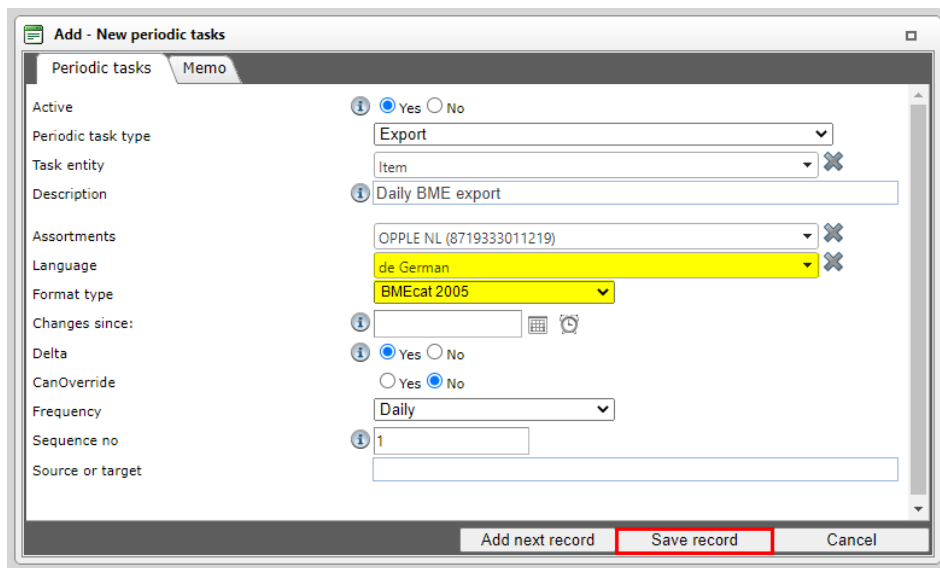 Add - New periodic tasks
Periodic tasks Memo
Active Yes No
Periodic task type Export
Task entity Item
Description Daily BME export
Assortments OPPLE NL (8719333011219)
Language de German
Format type BMEcat 2005
Changes since:
Delta Yes No
CanOverride Yes No
Frequency Daily
Sequence no 1
Source or target
Add next record Save record Cancel